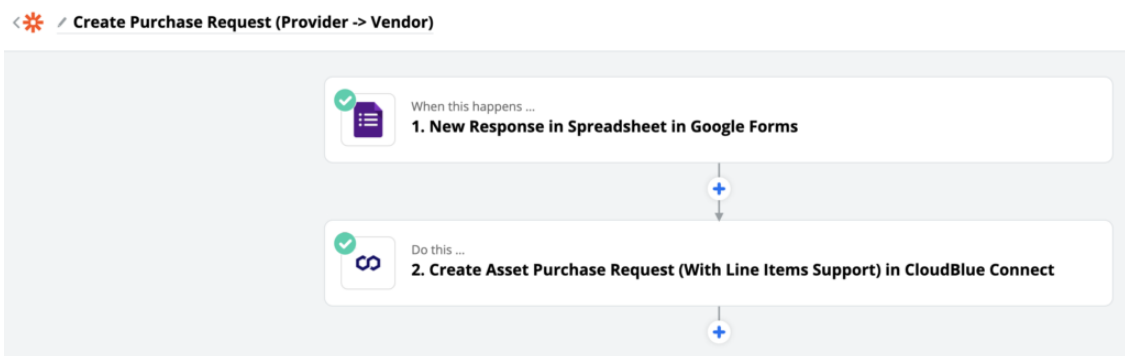 Create Purchase Request (Provider -> Vendor)
When this happens ...
1. New Response in Spreadsheet in Google Forms
Do this ...
2. Create Asset Purchase Request (With Line Items Support) in CloudBlue Connect